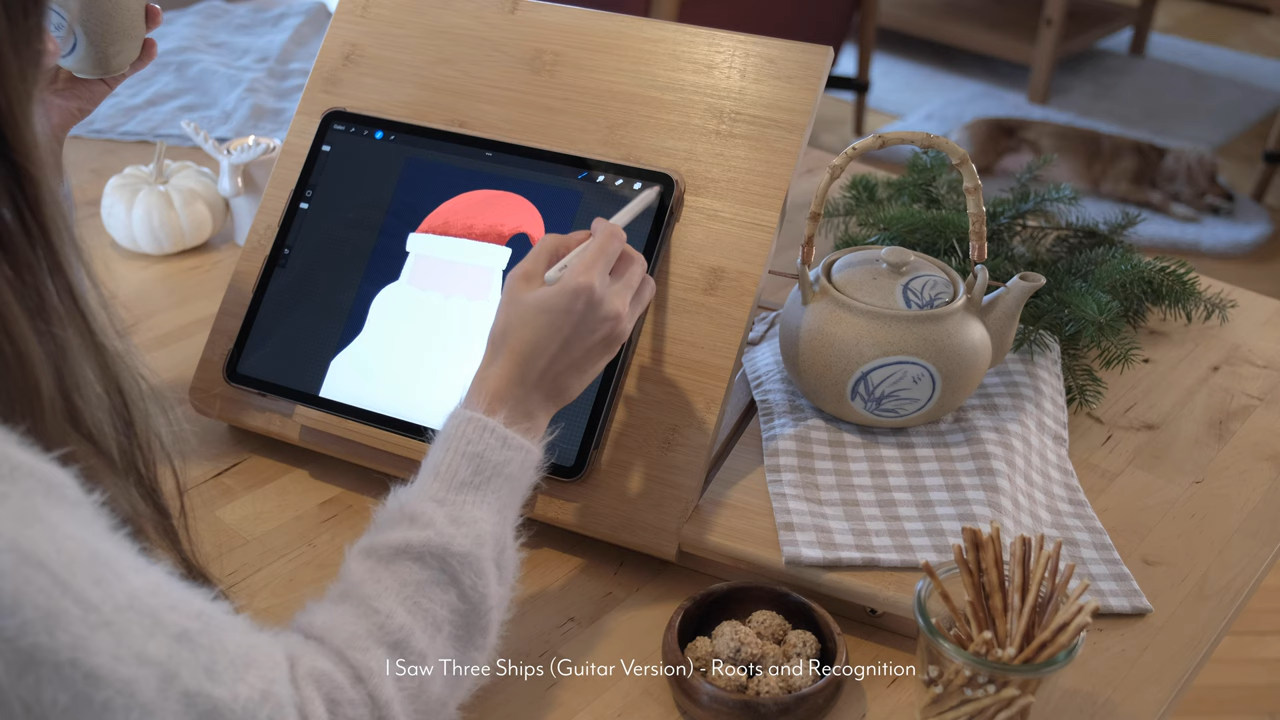 I Saw Three Ships (Guitar Version) - Roots and Recognition